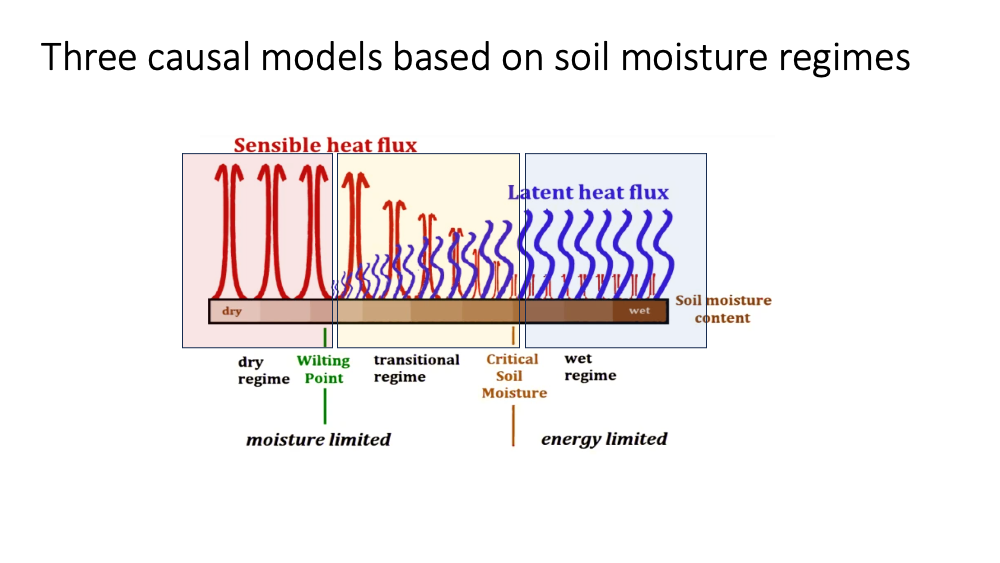 Three causal models based on soil moisture regimes
Sensible heat flux
Latent heat flux
Soil moisture
content
dry
wet
dry
regime
Wilting
Point
transitional
regime
Critical
Soil
Moisture
wet
regime
moisture limited
energy limited